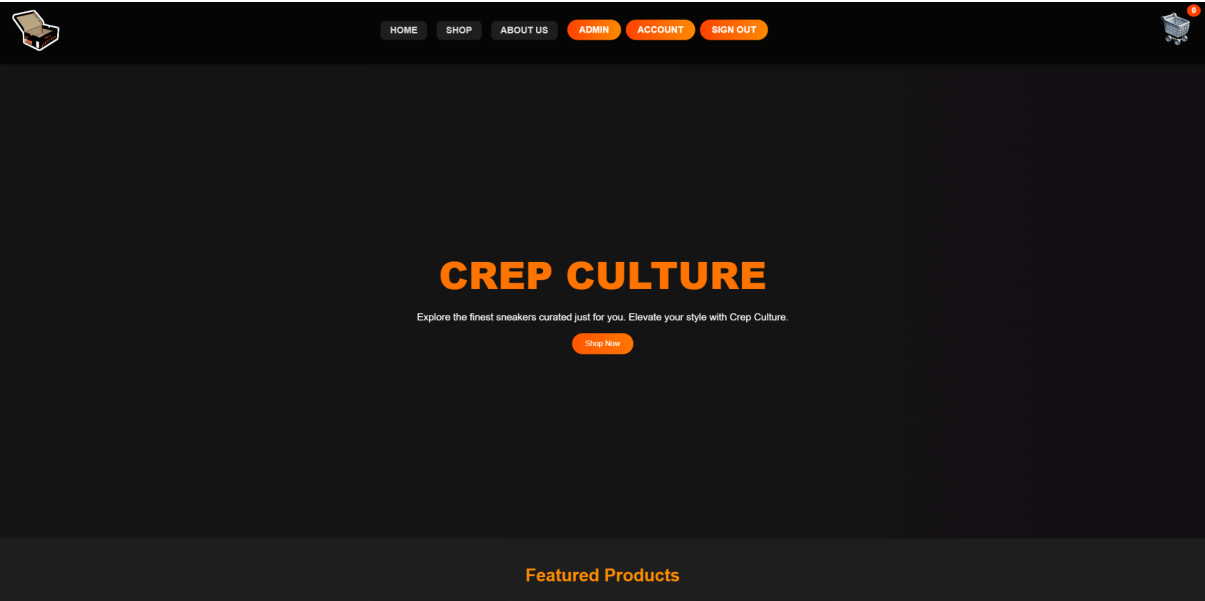 HOME SHOP ABOUT US ADMIN ACCOUNT SIGN OUT 0
CREP CULTURE
Explore the finest sneakers curated just for you. Elevate your style with Crep Culture.
Shop Now
Featured Products